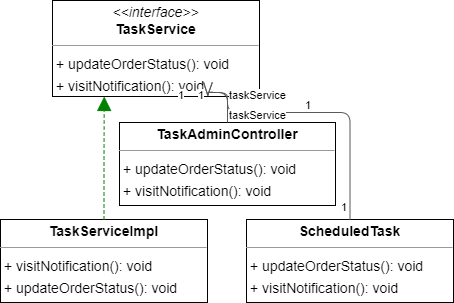 <<interface>>
TaskService
+ updateOrderStatus(): void
+ visitNotification(): void
1
1
taskService
taskService
1
TaskAdminController
+ updateOrderStatus(): void
+ visitNotification(): void
1
TaskServiceImpl
+ visitNotification(): void
+ updateOrderStatus(): void
ScheduledTask
+ updateOrderStatus(): void
+ visitNotification(): void